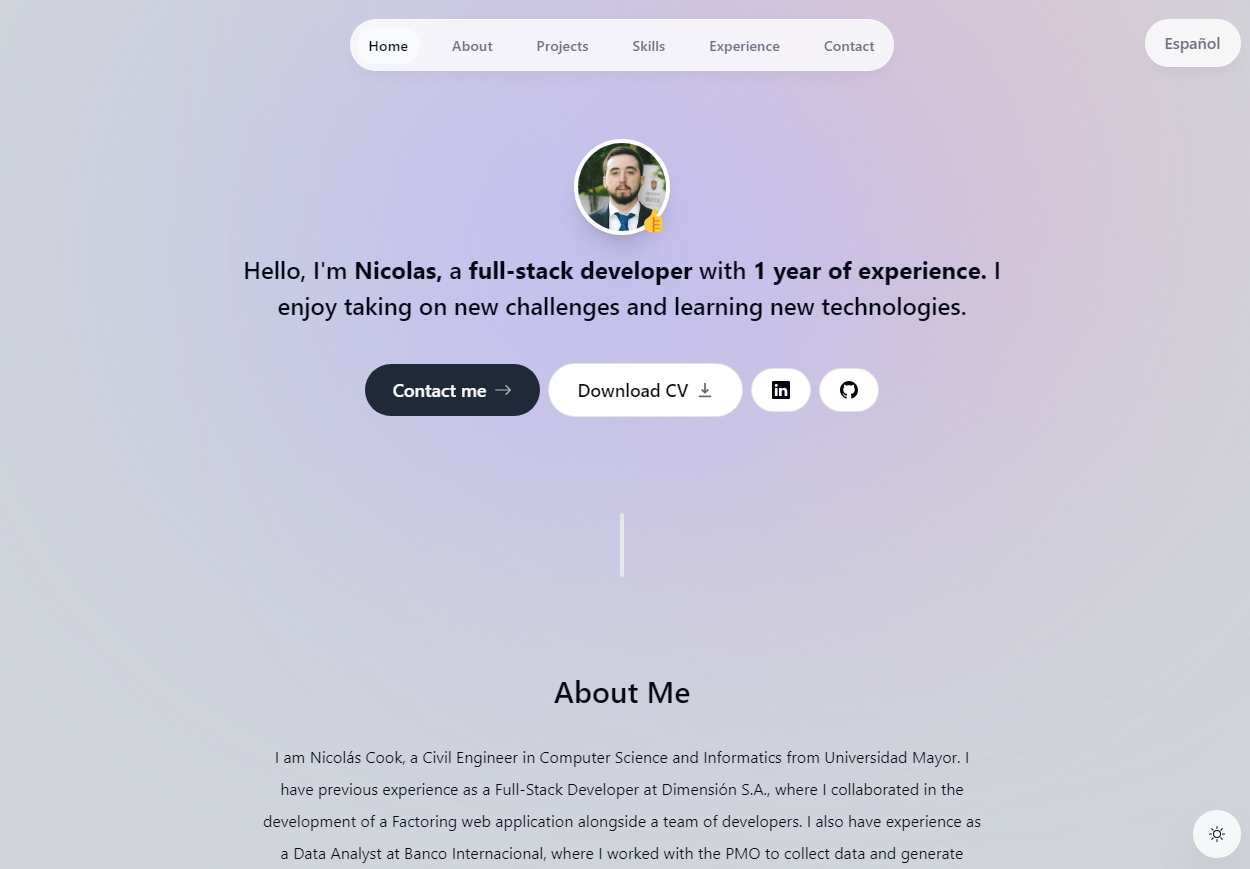 Home About Projects Skills Experience Contact
Español
Hello, I'm Nicolas, a full-stack developer with 1 year of experience. I
enjoy taking on new challenges and learning new technologies.
Contact me → Download CV
About Me
I am Nicolás Cook, a Civil Engineer in Computer Science and Informatics from Universidad Mayor. I
have previous experience as a Full-Stack Developer at Dimensión S.A., where I collaborated in the
development of a Factoring web application alongside a team of developers. I also have experience as
a Data Analyst at Banco Internacional, where I worked with the PMO to collect data and generate